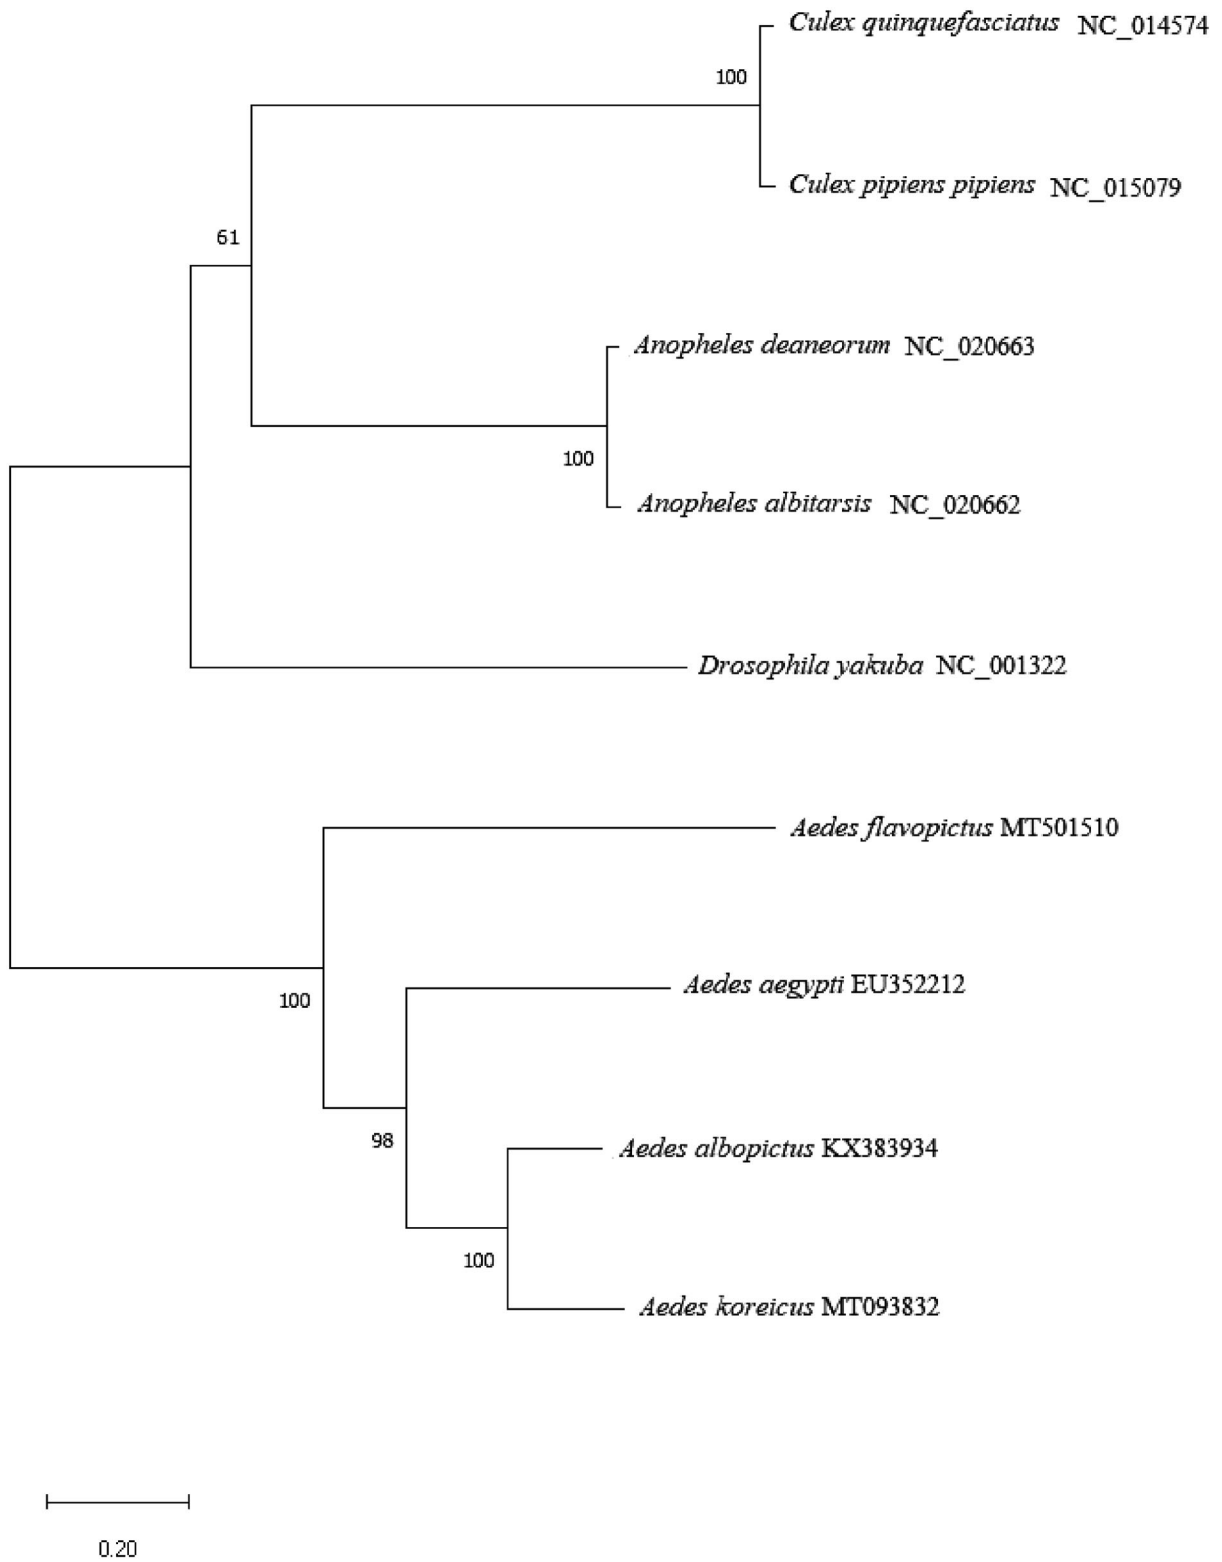 Culex quinquefasciatus NC_014574
100
Culex pipiens pipiens NC_015079
61
Anopheles deaneorum NC_020663
100
Anopheles albitarsis NC_020662
Drosophila yakuba NC_001322
Aedes flavopictus MT501510
Aedes aegypti EU352212
100
98
Aedes albopictus KX383934
100
Aedes koreicus MT093832
0.20